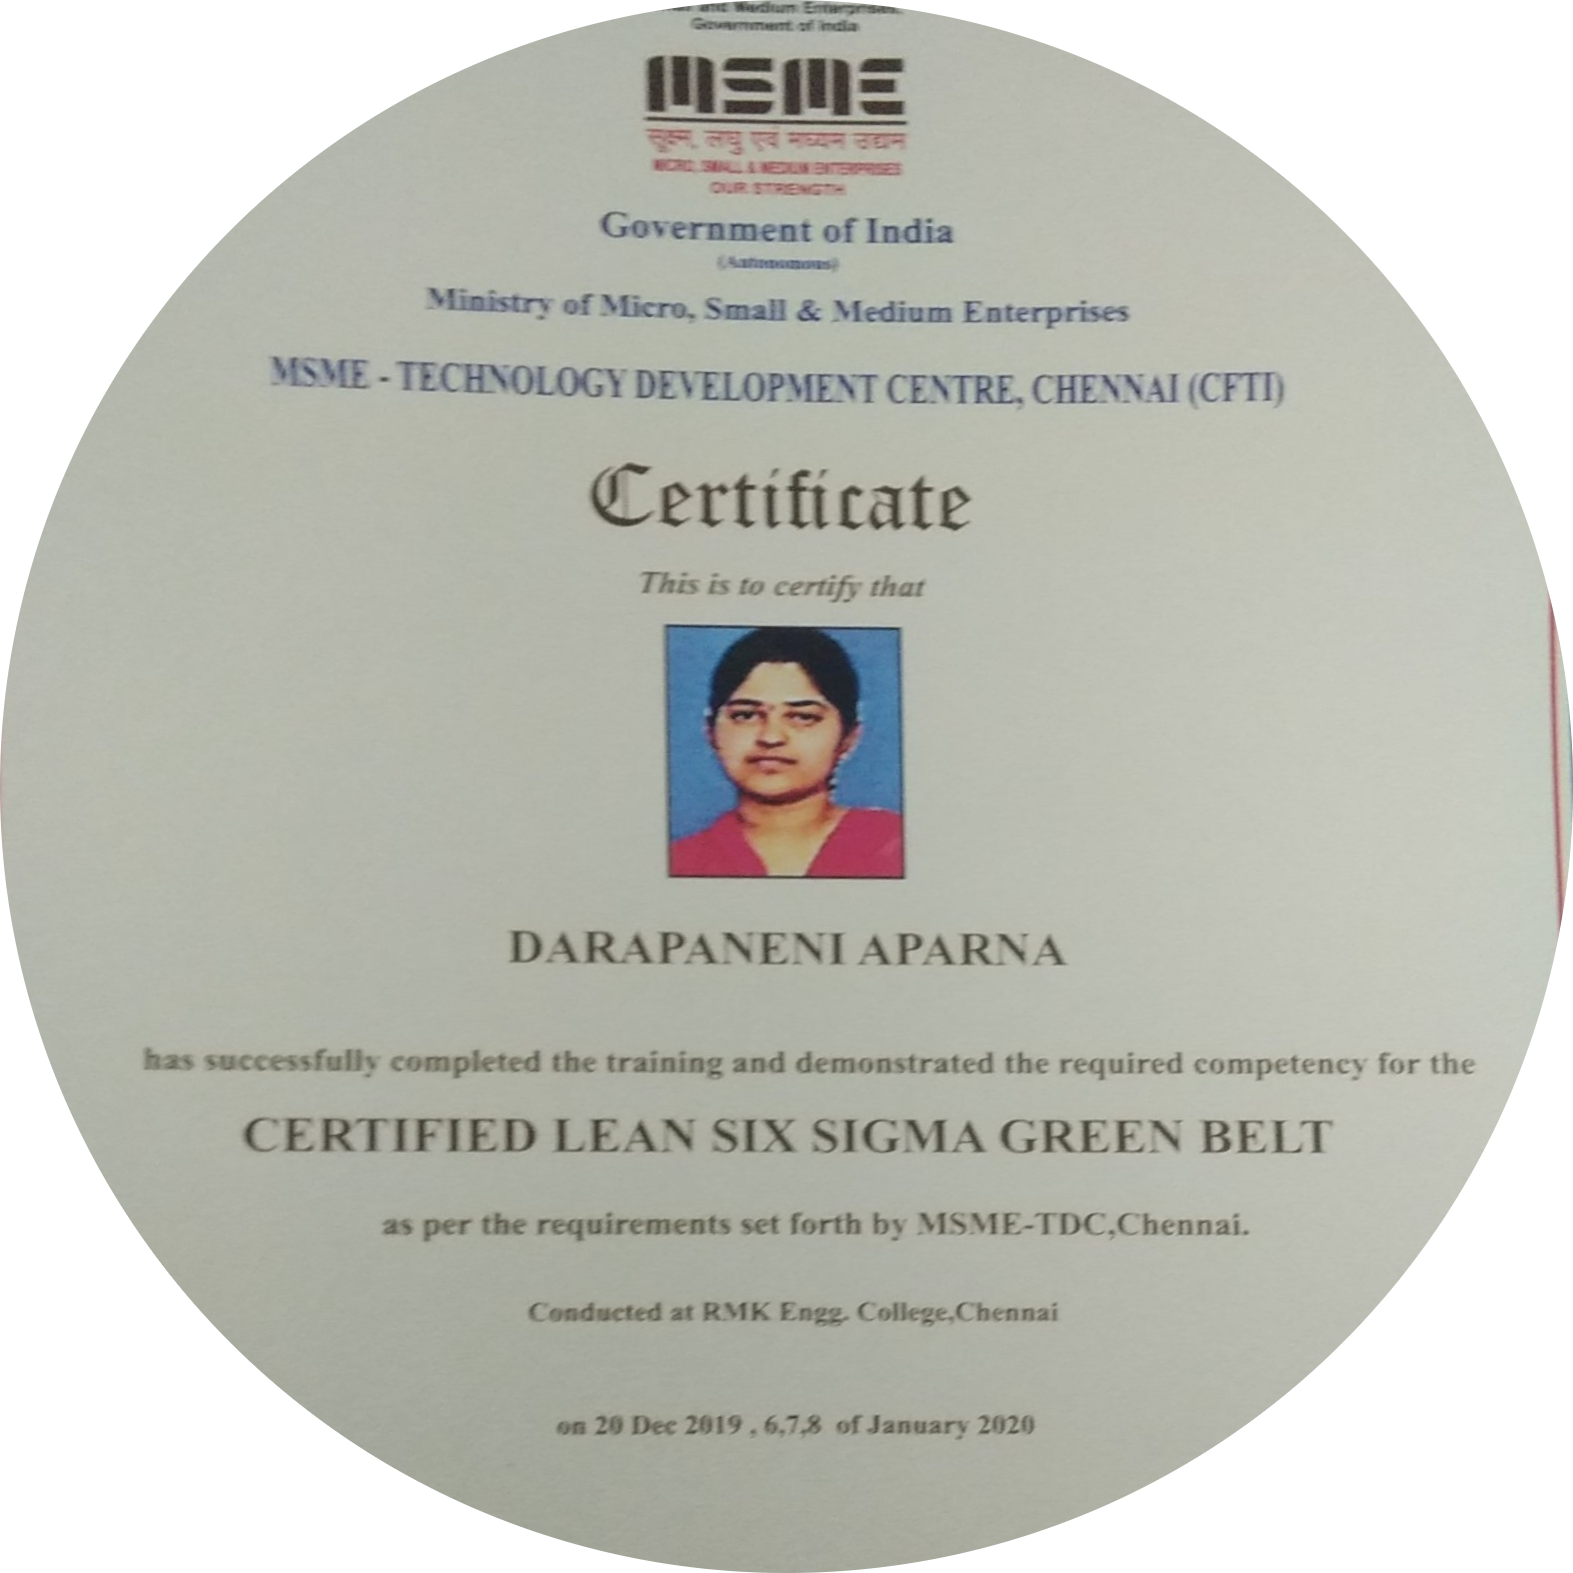 and Medium Enterprises
Government of India
MSME
सूक्ष्म, लघु एवं मध्यम उद्यम
MICRO, SMALL & MEDIUM ENTERPRISES
OUR STRENGTH
Government of India
(Autonomous)
Ministry of Micro, Small & Medium Enterprises
MSME - TECHNOLOGY DEVELOPMENT CENTRE, CHENNAI (CFTI)
Certificate
This is to certify that
DARAPANENI APARNA
has successfully completed the training and demonstrated the required competency for the
CERTIFIED LEAN SIX SIGMA GREEN BELT
as per the requirements set forth by MSME-TDC,Chennai.
Conducted at RMK Engg. College,Chennai
on 20 Dec 2019 , 6,7,8 of January 2020